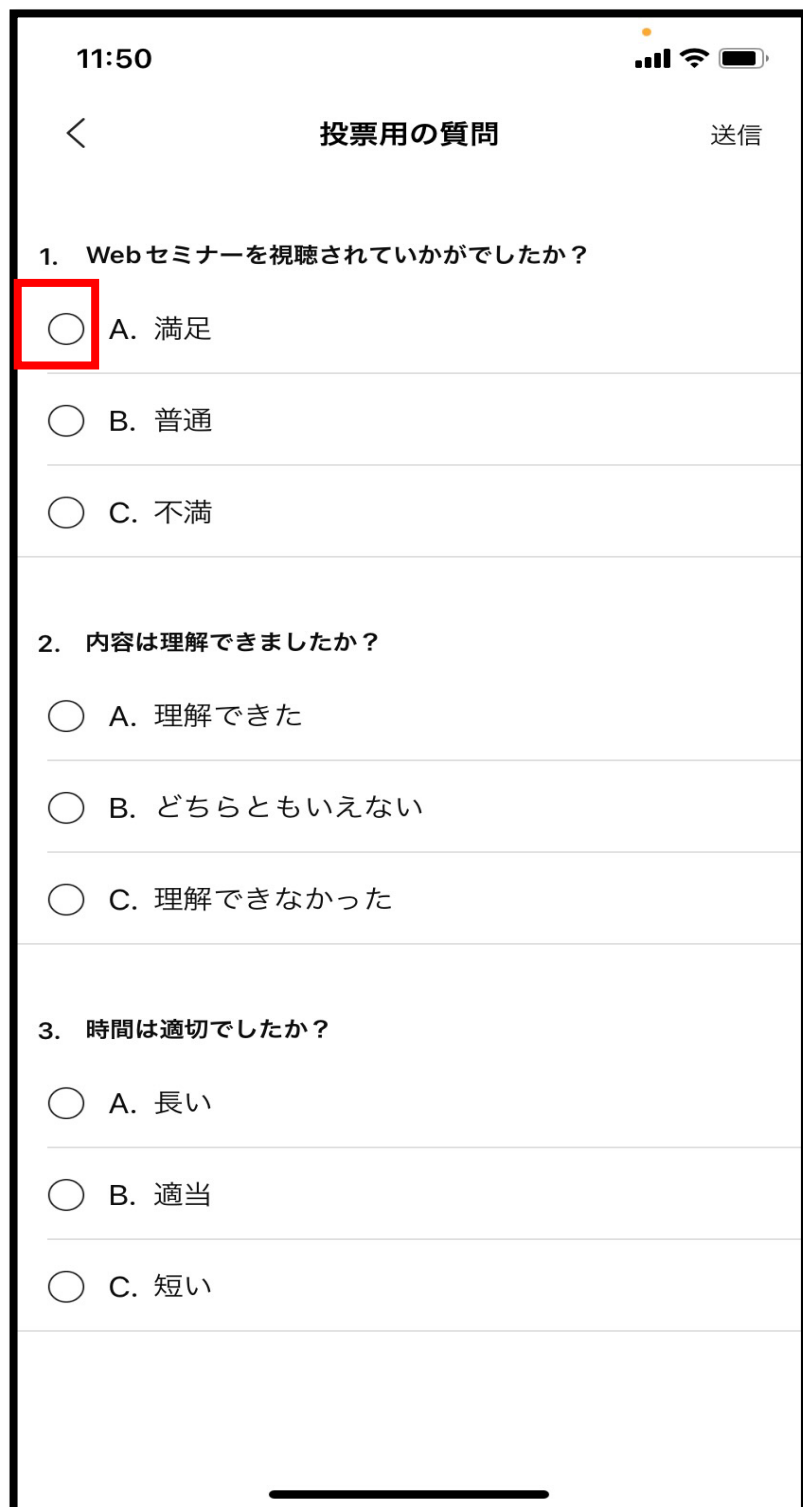 11:50
投票用の質問 送信
1. Webセミナーを視聴されていかがでしたか？
A. 満足
B. 普通
C. 不満
2. 内容は理解できましたか？
A. 理解できた
B. どちらともいえない
C. 理解できなかった
3. 時間は適切でしたか？
A. 長い
B. 適当
C. 短い